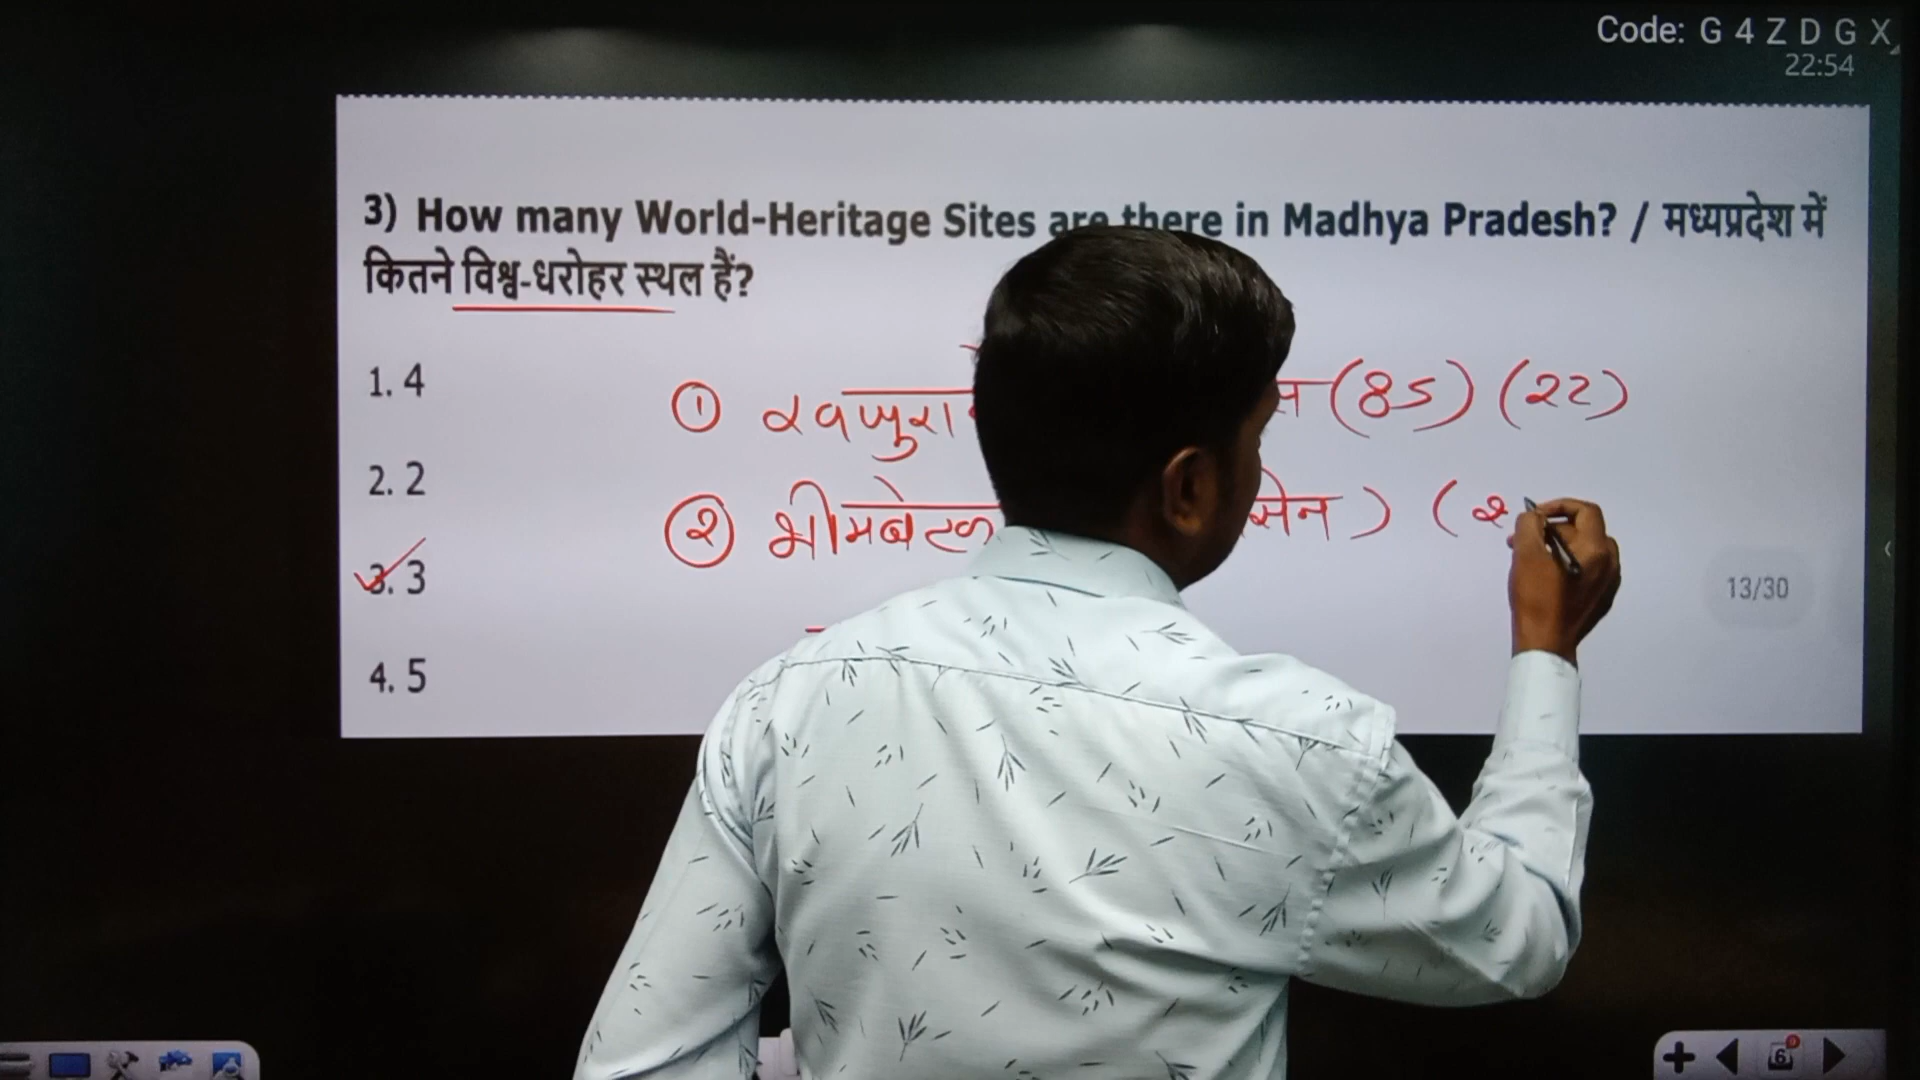 Code: G 4 Z D G X
22:54
3) How many World-Heritage Sites are there in Madhya Pradesh? / मध्यप्रदेश में
कितने विश्व-धरोहर स्थल हैं?
1. 4
① खजुरा (85) (22)
2. 2
② भीमबेटका सेन) (२
3. 3
13/30
4. 5
6